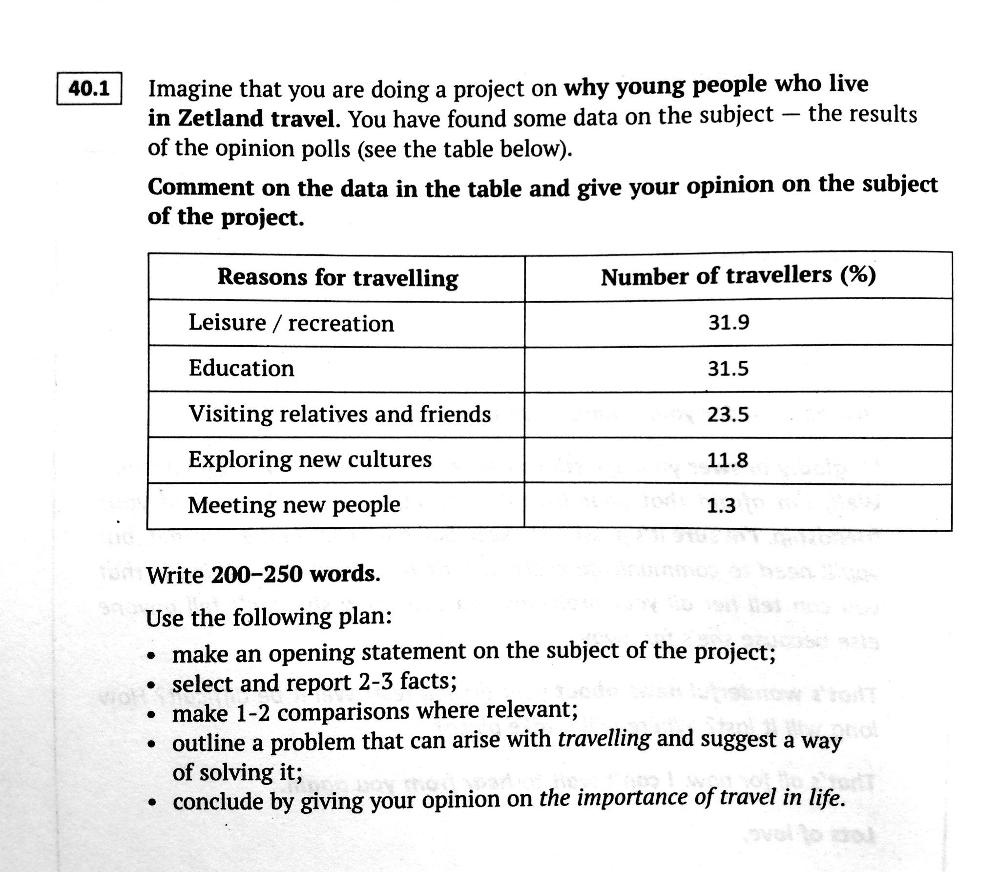 40.1 Imagine that you are doing a project on why young people who live
in Zetland travel. You have found some data on the subject — the results
of the opinion polls (see the table below).
Comment on the data in the table and give your opinion on the subject
of the project.
Reasons for travelling Number of travellers (%)
Leisure / recreation 31.9
Education 31.5
Visiting relatives and friends 23.5
Exploring new cultures 11.8
Meeting new people 1.3
Write 200–250 words.
Use the following plan:
• make an opening statement on the subject of the project;
• select and report 2-3 facts;
• make 1-2 comparisons where relevant;
• outline a problem that can arise with travelling and suggest a way
of solving it;
• conclude by giving your opinion on the importance of travel in life.